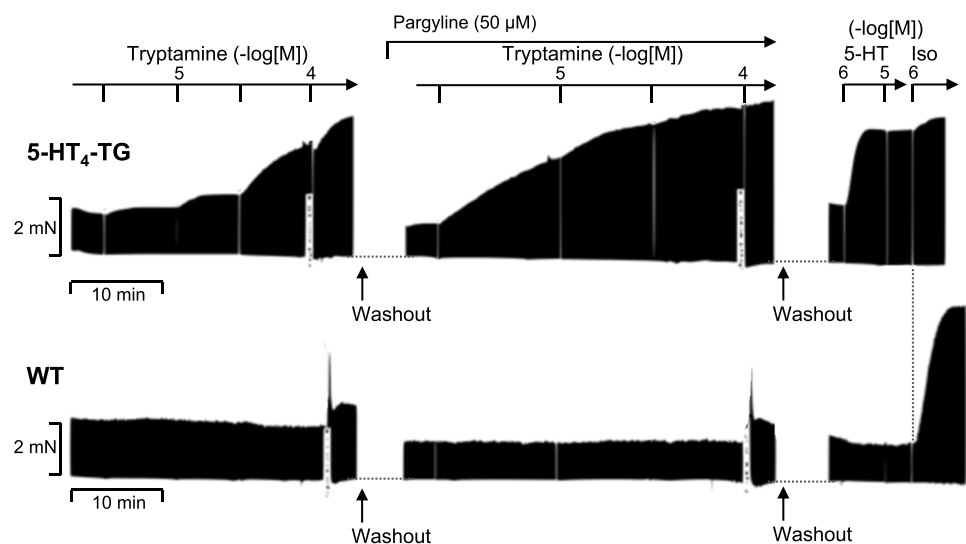 Pargyline (50 µM)
(-log[M])
Tryptamine (-log[M])
Tryptamine (-log[M])
5-HT Iso
5 4
5 4
6 5 6
5-HT4-TG
2 mN
10 min
Washout
Washout
WT
2 mN
10 min
Washout
Washout